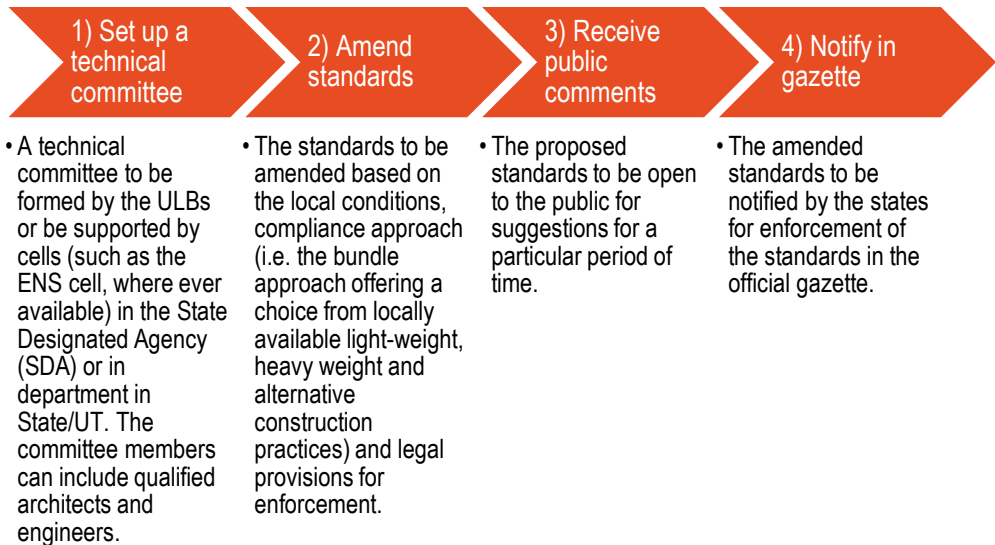 1) Set up a
technical
committee
2) Amend
standards
3) Receive
public
comments
4) Notify in
gazette
• A technical
committee to be
formed by the ULBs
or be supported by
cells (such as the
ENS cell, where ever
available) in the State
Designated Agency
(SDA) or in
department in
State/UT. The
committee members
can include qualified
architects and
engineers.
• The standards to be
amended based on
the local conditions,
compliance approach
(i.e. the bundle
approach offering a
choice from locally
available light-weight,
heavy weight and
alternative
construction
practices) and legal
provisions for
enforcement.
• The proposed
standards to be open
to the public for
suggestions for a
particular period of
time.
• The amended
standards to be
notified by the states
for enforcement of
the standards in the
official gazette.